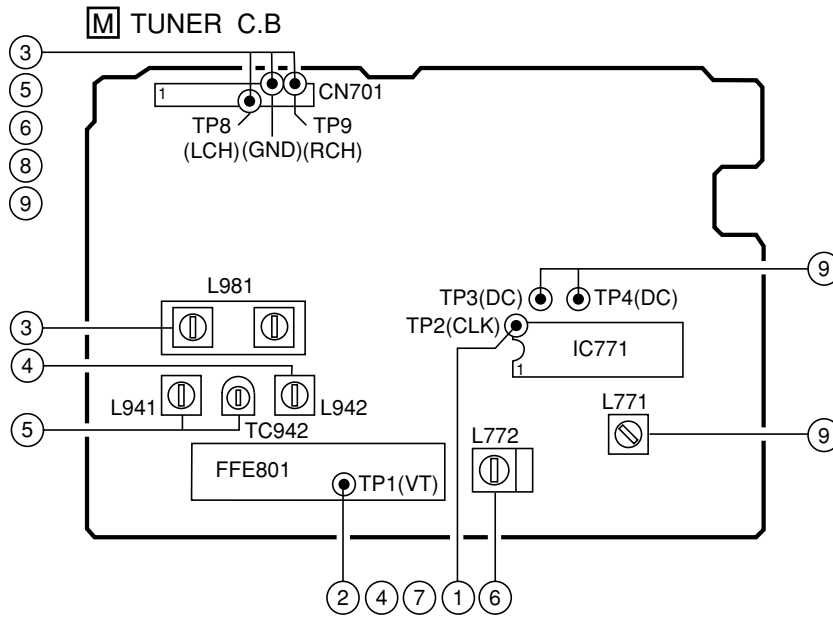 M TUNER C.B
3
5
6
8
9
1
CN701
TP8 TP9
(LCH) (GND) (RCH)
9
L981
TP3(DC) TP4(DC)
TP2(CLK)
IC771
1
3
4
L941 L942
TC942
5
L771
9
L772
FFE801
TP1(VT)
2 4 7 1 6